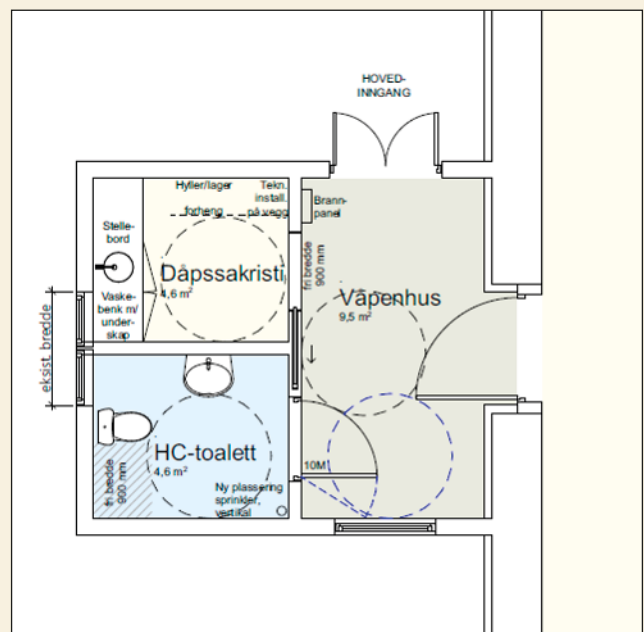 HOVED-
INNGANG
Hyller/lager
forheng
Tekn.
install.
på vegg
Brann-
panel
Stelle-
bord
fri bredde
900 mm
Dåpssakristi
4,6 m²
Våpenhus
9,5 m²
Vaske-
benk m/
under-
skap
eksist. bredde
HC-toalett
4,6 m²
10M
fri bredde
900 mm
Ny plassering
sprinkler,
vertikal